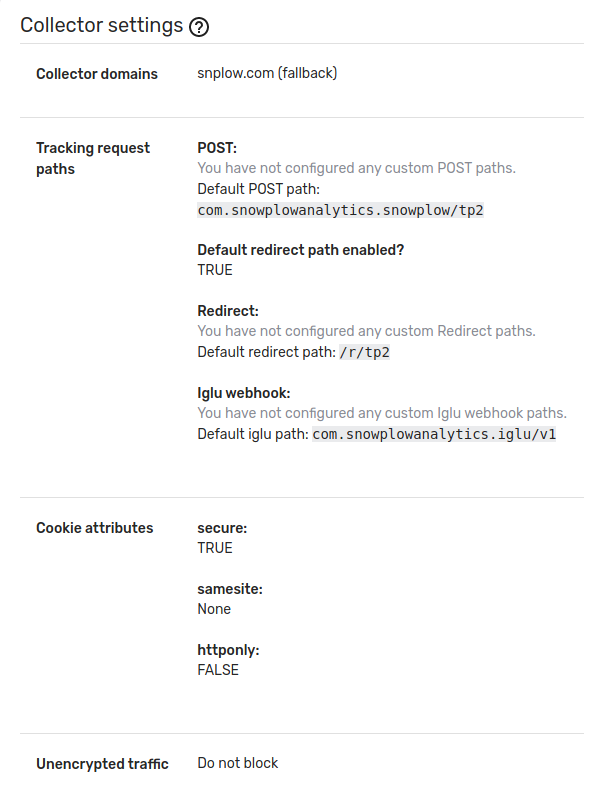 Collector settings ?
Collector domains
snplow.com (fallback)
Tracking request
paths
POST:
You have not configured any custom POST paths.
Default POST path:
com.snowplowanalytics.snowplow/tp2
Default redirect path enabled?
TRUE
Redirect:
You have not configured any custom Redirect paths.
Default redirect path: /r/tp2
Iglu webhook:
You have not configured any custom Iglu webhook paths.
Default iglu path: com.snowplowanalytics.iglu/v1
Cookie attributes
secure:
TRUE
samesite:
None
httponly:
FALSE
Unencrypted traffic
Do not block